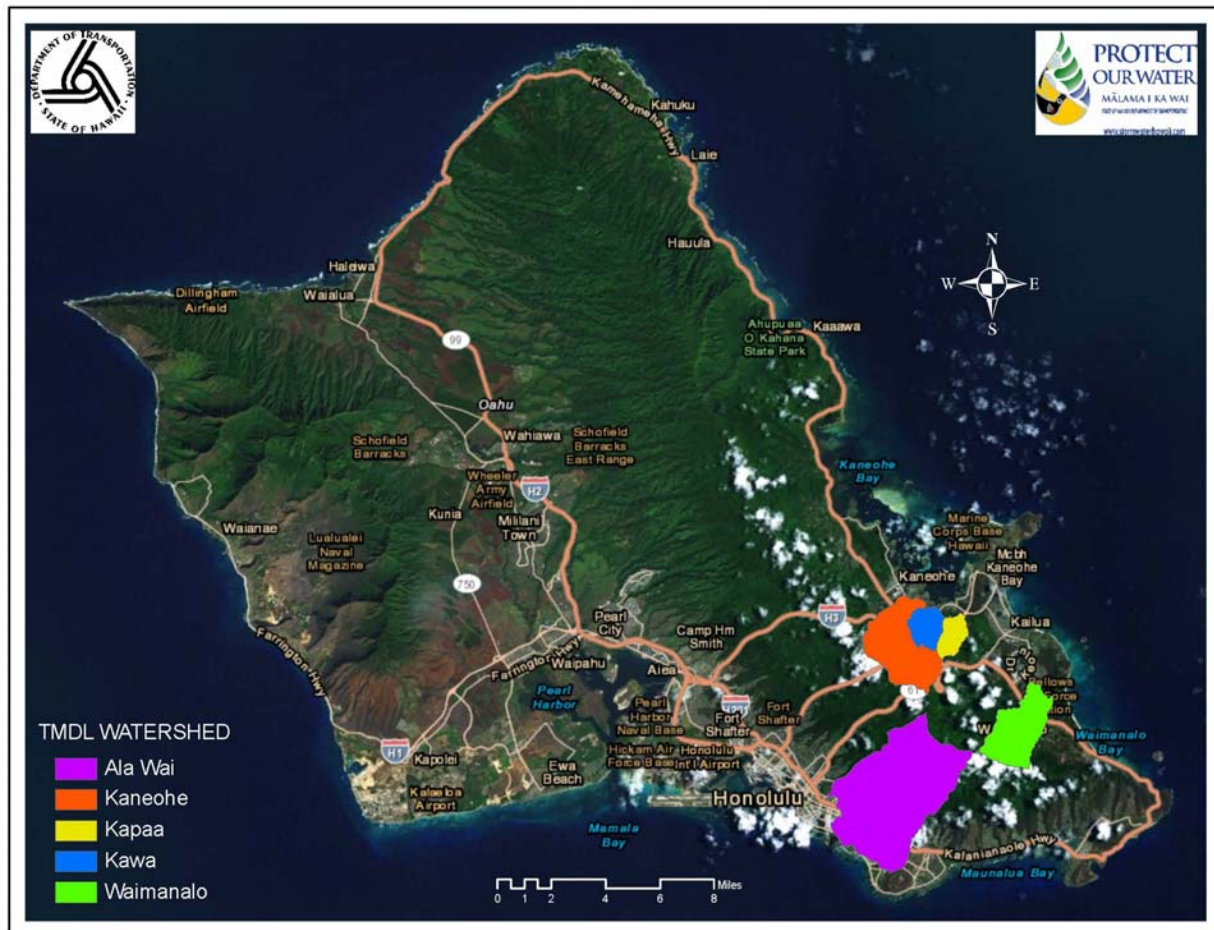 DEPARTMENT OF TRANSPORTATION
STATE OF HAWAII
PROTECT
OUR WATER
MĀLAMA I KA WAI
Kamehameha Hwy
Kahuku
Laie
Hauula
N
W E
S
Haleiwa
Waialua
Dillingham
Airfield
Ahupuaa
O Kahana
State Park
Kaaawa
99
Oahu
Wahiawa
Schofield
Barracks
Schofield
Barracks
East Range
Wheeler
Army
Airfield
H2
Kunia
Mililani
Town
Waianae
Lualualei
Naval
Magazine
750
Kaneohe
Bay
Marine
Corps Base
Hawaii
Mcbh
Kaneohe
Bay
Kaneohe
Kailua
H3
Pearl
City
Camp Hm
Smith
Farrington Hwy
Farrington Hwy
Waipahu
Aiea
Pearl
Harbor
Pearl
Harbor
Naval Base
H201
Fort
Shafter
Fort
Shafter
61
Bellows
Waimanalo
Bay
H1
Kapolei
Ewa
Beach
Hickam Air
Force Base
Honolulu
Int'l Airport
Kalaeloa
Airport
Honolulu
Mamala
Bay
Kalanianaole Hwy
Maunalua Bay
TMDL WATERSHED
Ala Wai
Kaneohe
Kapaa
Kawa
Waimanalo
Miles
0 1 2 4 6 8